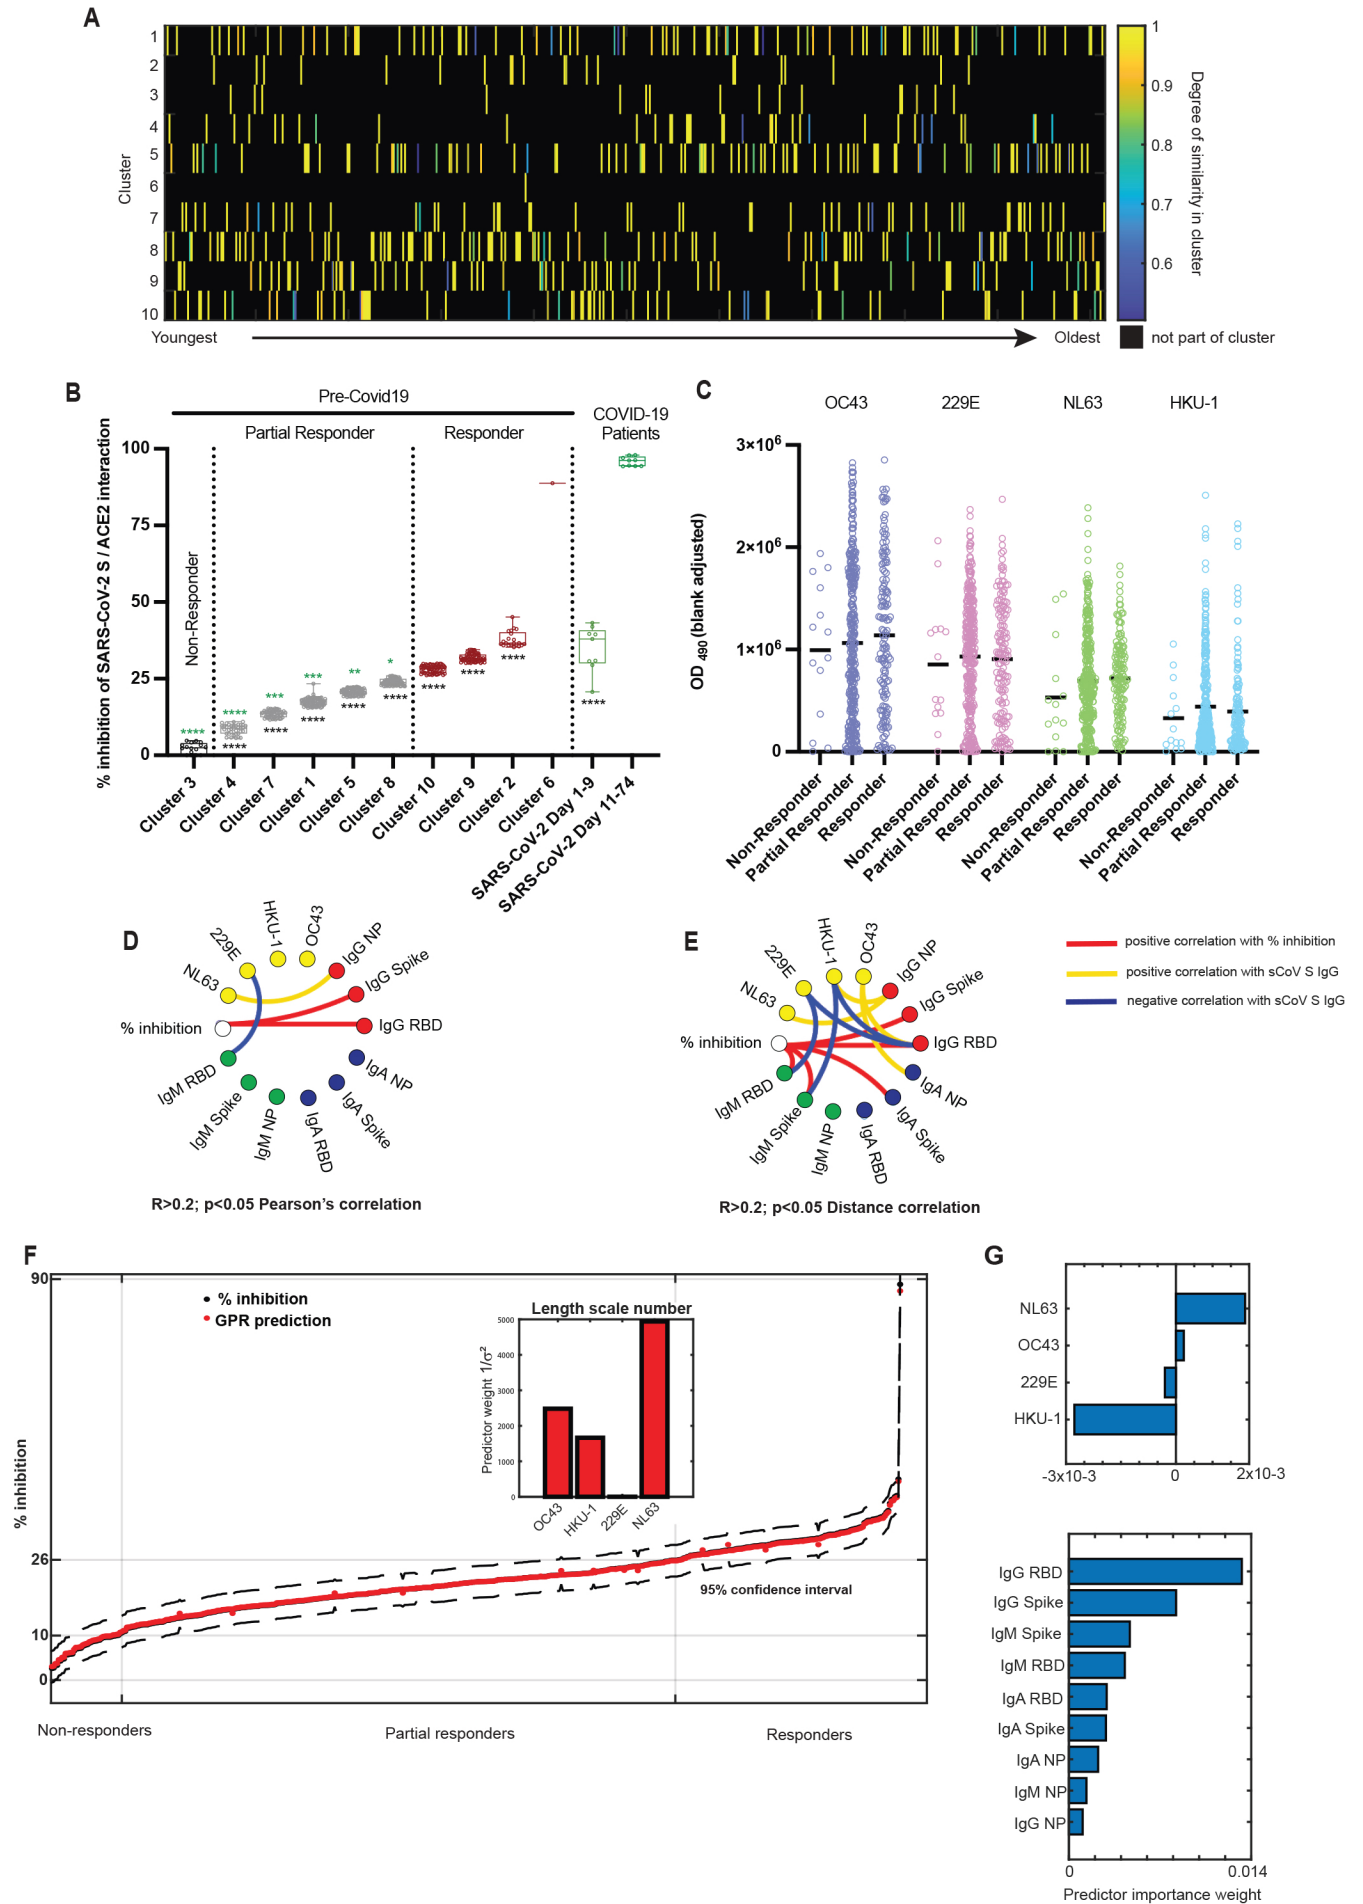 A
1
2
3
4
5
6
7
8
9
10
Cluster
Youngest
Oldest
1
0.9
0.8
0.7
0.6
Degree of similarity in cluster
not part of cluster
B
Pre-Covid19
Partial Responder
Responder
COVID-19
Patients
Non-Responder
% inhibition of SARS-CoV-2 S / ACE2 interaction
100
75
50
25
0
****
****
****
***
****
***
****
**
****
*
****
****
****
****
****
Cluster 3
Cluster 4
Cluster 7
Cluster 1
Cluster 5
Cluster 8
Cluster 10
Cluster 9
Cluster 2
Cluster 6
SARS-CoV-2 Day 1-9
SARS-CoV-2 Day 11-74
C
OC43
229E
NL63
HKU-1
OD 490 (blank adjusted)
3×10⁶
2×10⁶
1×10⁶
0
Non-Responder
Partial Responder
Responder
Non-Responder
Partial Responder
Responder
Non-Responder
Partial Responder
Responder
Non-Responder
Partial Responder
Responder
D
% inhibition
NL63
229E
HKU-1
OC43
IgG NP
IgG Spike
IgG RBD
IgA NP
IgA Spike
IgA RBD
IgM NP
IgM Spike
IgM RBD
R>0.2; p<0.05 Pearson's correlation
E
% inhibition
NL63
229E
HKU-1
OC43
IgG NP
IgG Spike
IgG RBD
IgA NP
IgA Spike
IgA RBD
IgM NP
IgM Spike
IgM RBD
R>0.2; p<0.05 Distance correlation
positive correlation with % inhibition
positive correlation with sCoV S IgG
negative correlation with sCoV S IgG
F
% inhibition
GPR prediction
% inhibition
90
26
10
0
Length scale number
Predictor weight 1/σ²
5000
4000
3000
2000
1000
0
OC43
HKU-1
229E
NL63
95% confidence interval
Non-responders
Partial responders
Responders
G
NL63
OC43
229E
HKU-1
-3x10-3
0
2x10-3
IgG RBD
IgG Spike
IgM Spike
IgM RBD
IgA RBD
IgA Spike
IgA NP
IgM NP
IgG NP
0
0.014
Predictor importance weight